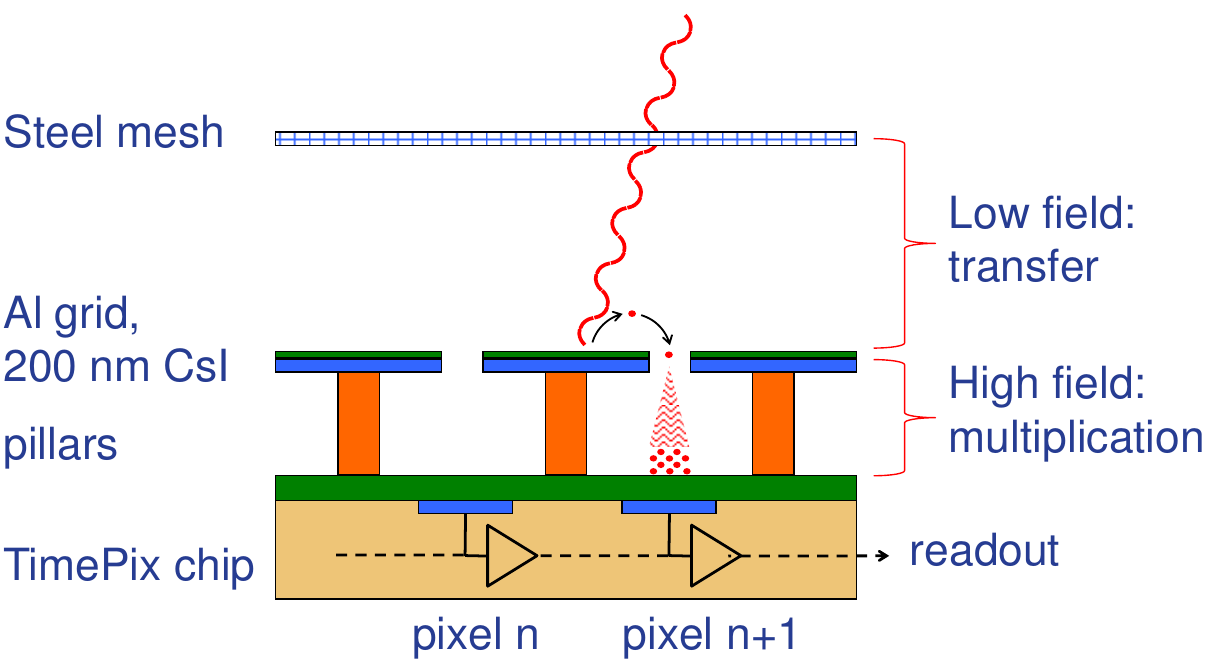 Steel mesh
Low field:
transfer
Al grid,
200 nm CsI
High field:
multiplication
pillars
TimePix chip
readout
pixel n
pixel n+1